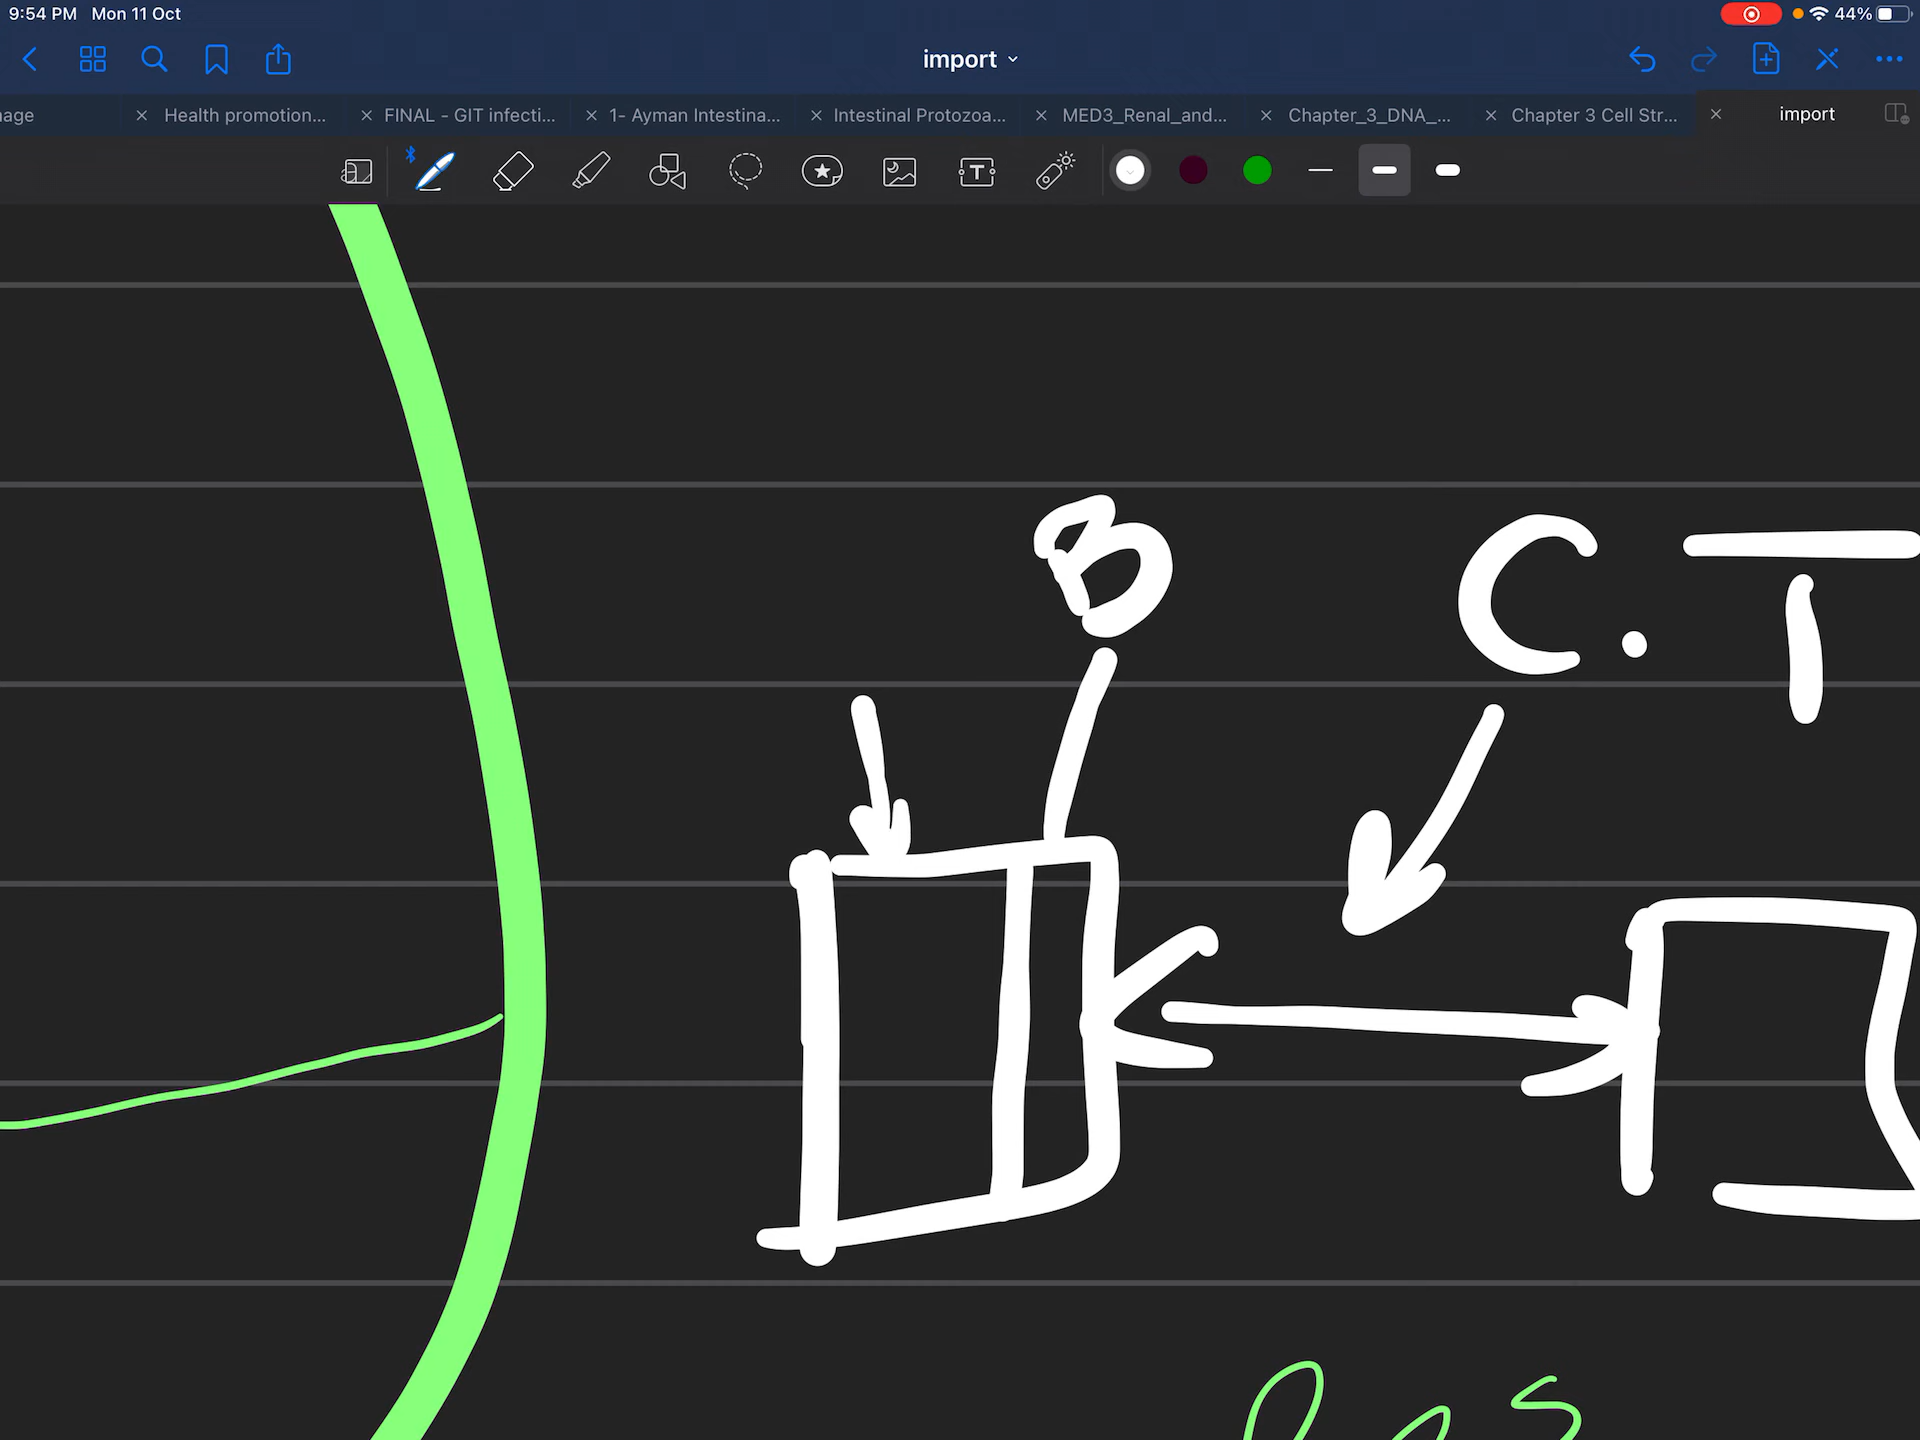 9:54 PM Mon 11 Oct 44%
import
age Health promotion... FINAL - GIT infecti... 1- Ayman Intestina... Intestinal Protozoa... MED3_Renal_and... Chapter_3_DNA_... Chapter 3 Cell Str... import
T
B C. T